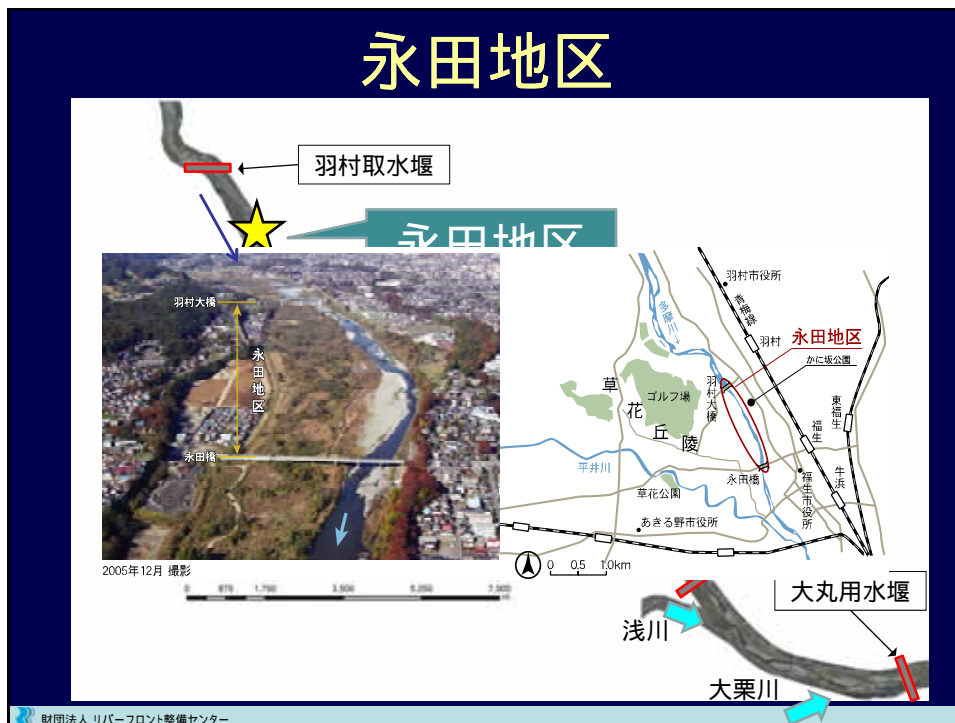 永田地区
羽村取水堰
永田地区
羽村大橋
永田地区
永田橋
2005年12月 撮影
羽村市役所
青梅線
多摩川
羽村
永田地区
かに坂公園
羽村大橋
草花丘陵
ゴルフ場
東福生
福生
平井川
永田橋
牛浜
草花公園
福生市役所
あきる野市役所
0 0.5 1.0km
0 875 1,750 3,500 5,250 7,000
大丸用水堰
浅川
大栗川
財団法人 リバーフロント整備センター